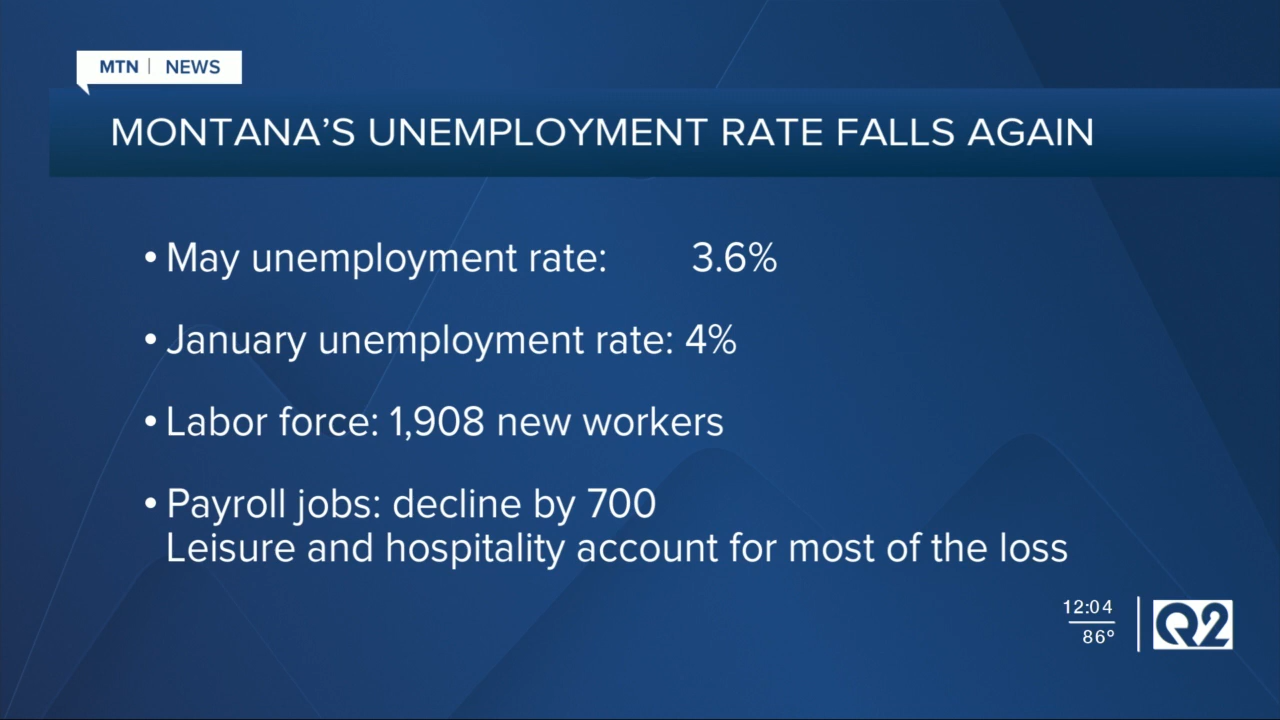 MTN | NEWS
MONTANA'S UNEMPLOYMENT RATE FALLS AGAIN
• May unemployment rate: 3.6%
• January unemployment rate: 4%
• Labor force: 1,908 new workers
• Payroll jobs: decline by 700
Leisure and hospitality account for most of the loss
12:04
86°
Q2